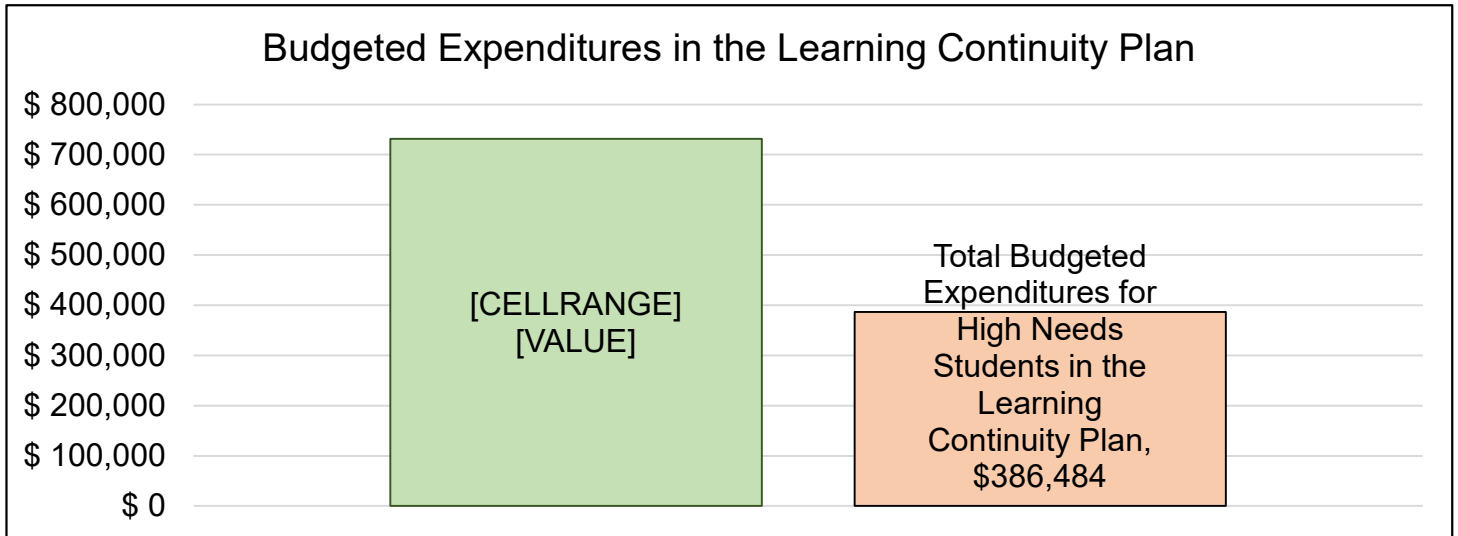 Budgeted Expenditures in the Learning Continuity Plan
$ 800,000
$ 700,000
$ 600,000
$ 500,000
$ 400,000
$ 300,000
$ 200,000
$ 100,000
$ 0
[CELLRANGE]
[VALUE]
Total Budgeted
Expenditures for
High Needs
Students in the
Learning
Continuity Plan,
$386,484